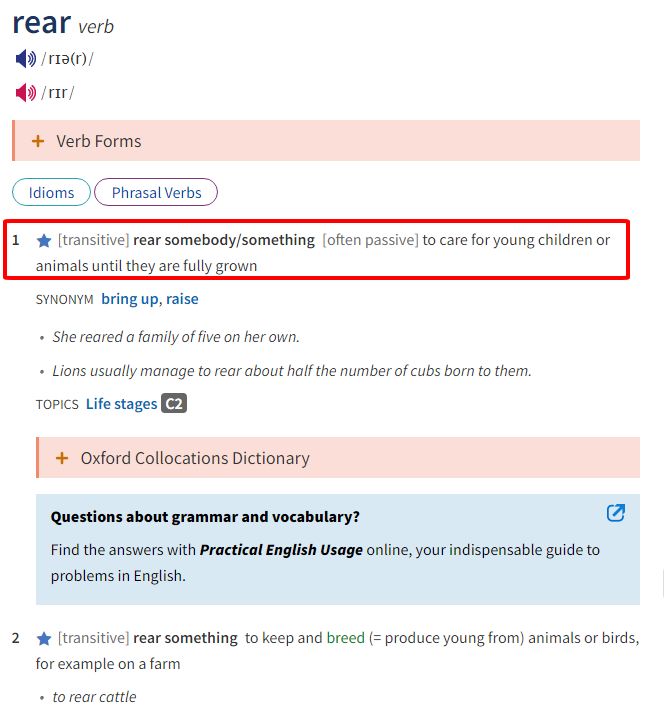 rear verb
/rɪə(r)/
/rɪr/
+ Verb Forms
Idioms Phrasal Verbs
1 ★ [transitive] rear somebody/something [often passive] to care for young children or
animals until they are fully grown
SYNONYM bring up, raise
• She reared a family of five on her own.
• Lions usually manage to rear about half the number of cubs born to them.
TOPICS Life stages C2
+ Oxford Collocations Dictionary
Questions about grammar and vocabulary?
Find the answers with Practical English Usage online, your indispensable guide to
problems in English.
2 ★ [transitive] rear something to keep and breed (= produce young from) animals or birds,
for example on a farm
• to rear cattle